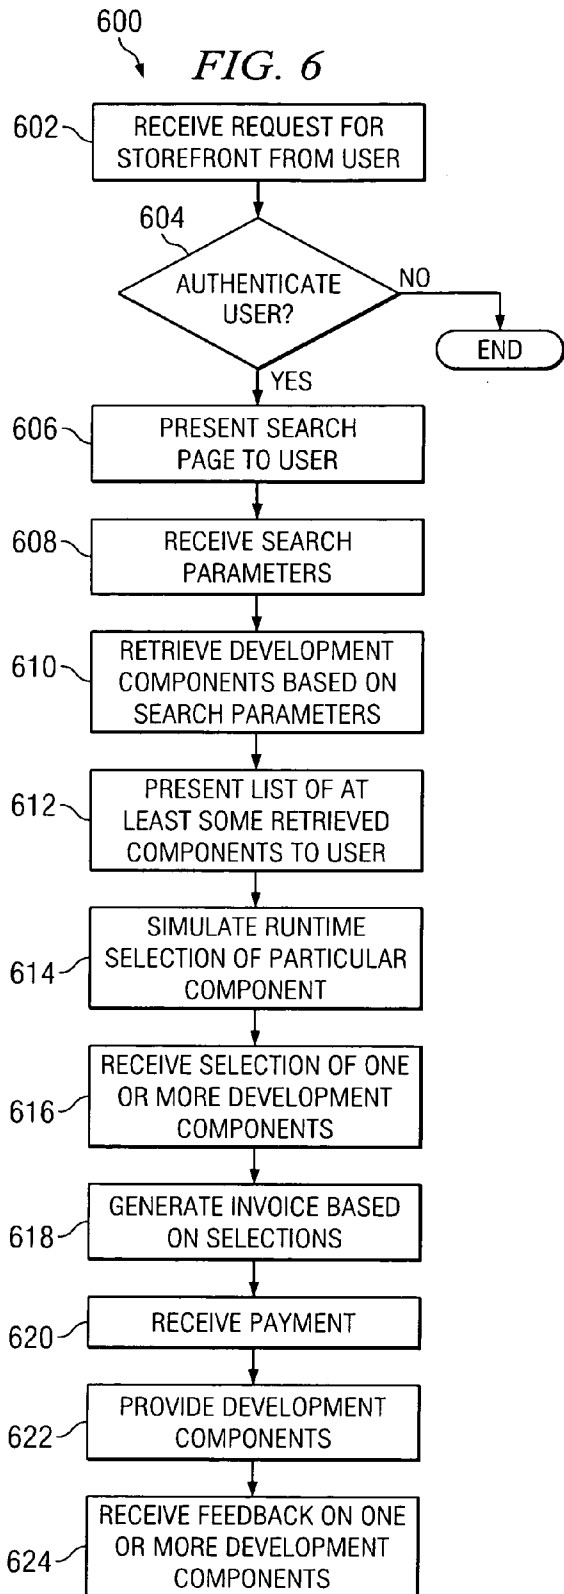 600
FIG. 6
602
RECEIVE REQUEST FOR
STOREFRONT FROM USER
604
AUTHENTICATE
USER?
NO
END
YES
606
PRESENT SEARCH
PAGE TO USER
608
RECEIVE SEARCH
PARAMETERS
610
RETRIEVE DEVELOPMENT
COMPONENTS BASED ON
SEARCH PARAMETERS
612
PRESENT LIST OF AT
LEAST SOME RETRIEVED
COMPONENTS TO USER
614
SIMULATE RUNTIME
SELECTION OF PARTICULAR
COMPONENT
616
RECEIVE SELECTION OF ONE
OR MORE DEVELOPMENT
COMPONENTS
618
GENERATE INVOICE BASED
ON SELECTIONS
620
RECEIVE PAYMENT
622
PROVIDE DEVELOPMENT
COMPONENTS
624
RECEIVE FEEDBACK ON ONE
OR MORE DEVELOPMENT
COMPONENTS